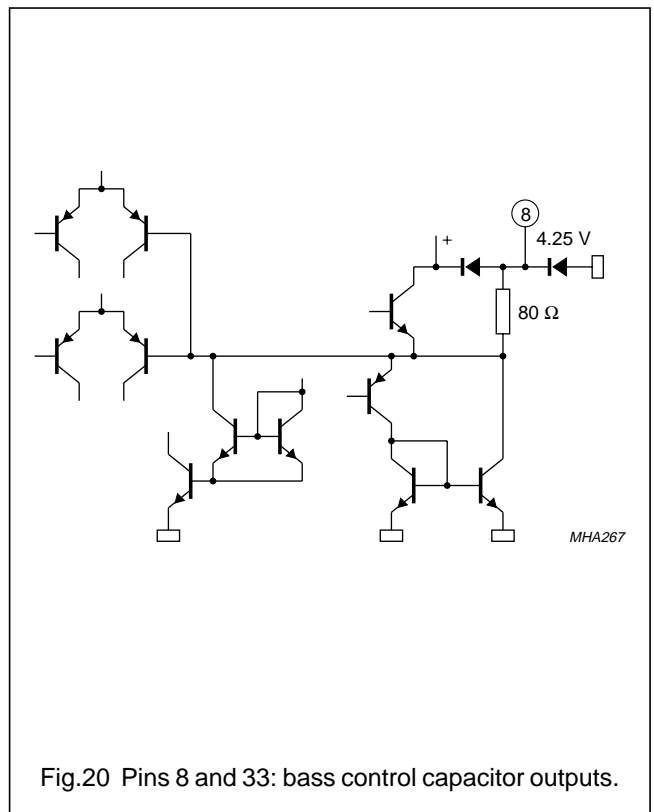 8
+
4.25 V
80 Ω
MHA267
Fig.20 Pins 8 and 33: bass control capacitor outputs.